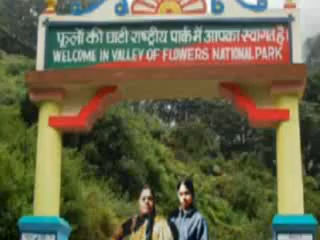 फूलों की घाटी राष्ट्रीय पार्क में आपका स्वागत है।
WELCOME IN VALLEY OF FLOWERS NATIONAL PARK